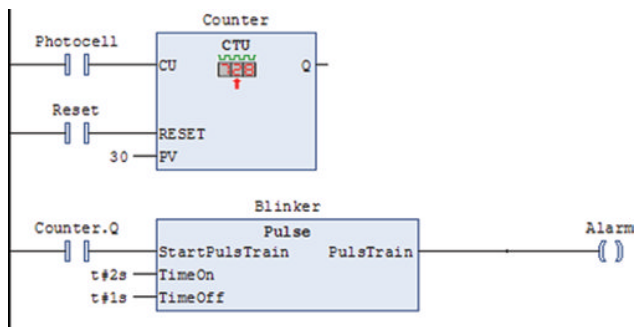 Counter
Photocell
CTU
CU
Q
Reset
RESET
30
PV
Blinker
Counter.Q
Pulse
Alarm
StartPulsTrain
PulsTrain
t#2s
TimeOn
t#1s
TimeOff